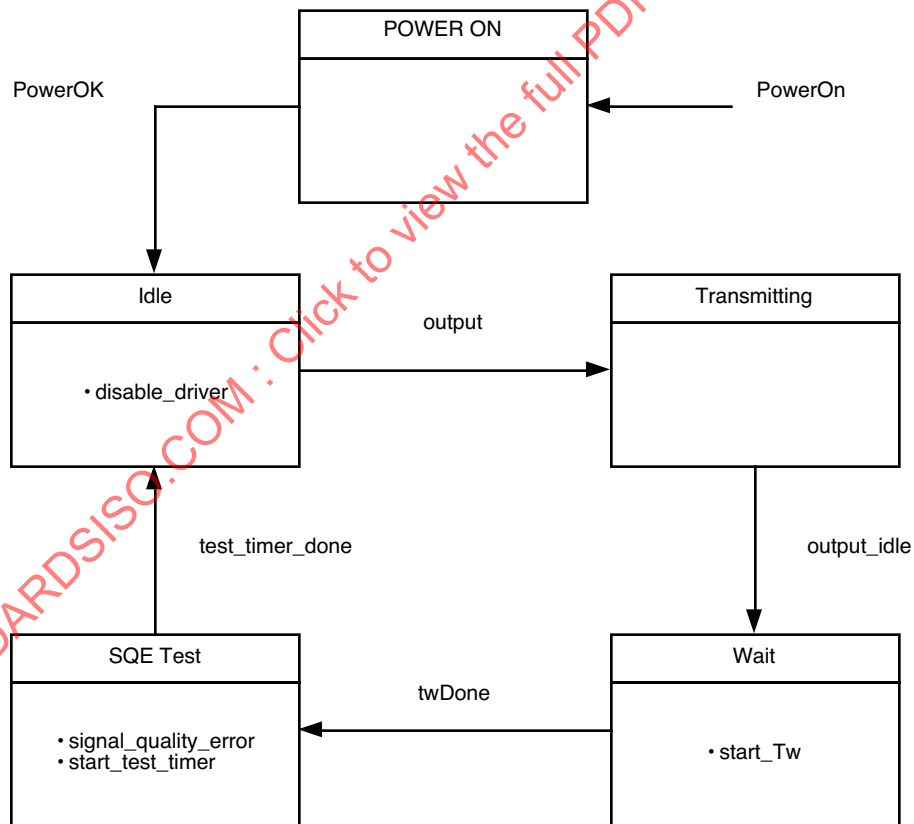 POWER ON
PowerOK
PowerOn
Idle
• disable_driver
output
Transmitting
test_timer_done
output_idle
SQE Test
• signal_quality_error
• start_test_timer
twDone
Wait
• start_Tw
DARDSISO.COM : Click to view the full PDF